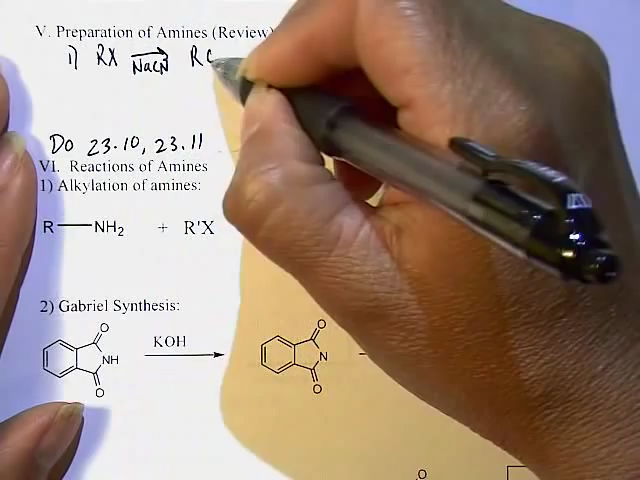 V. Preparation of Amines (Review)
1) RX NaCN RC
Do 23.10, 23.11
VI. Reactions of Amines
1) Alkylation of amines:
R NH2 + R'X
2) Gabriel Synthesis:
O O
NH KOH N
O O
O